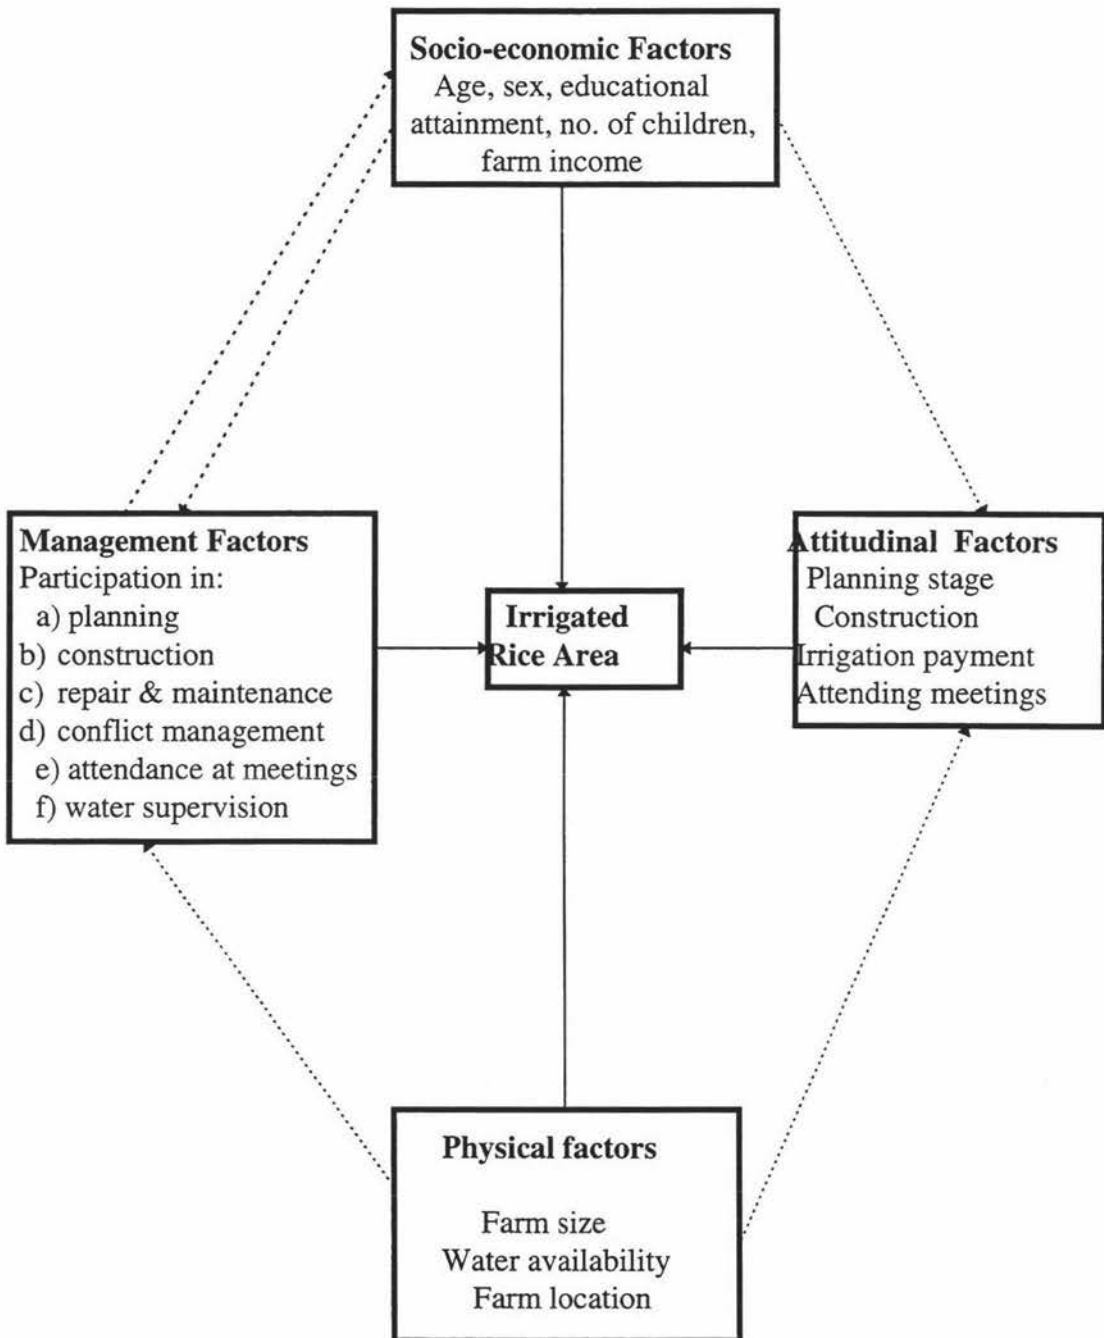 Socio-economic Factors
Age, sex, educational
attainment, no. of children,
farm income
Management Factors
Participation in:
a) planning
b) construction
c) repair & maintenance
d) conflict management
e) attendance at meetings
f) water supervision
Irrigated
Rice Area
Attitudinal Factors
Planning stage
Construction
Irrigation payment
Attending meetings
Physical factors
Farm size
Water availability
Farm location